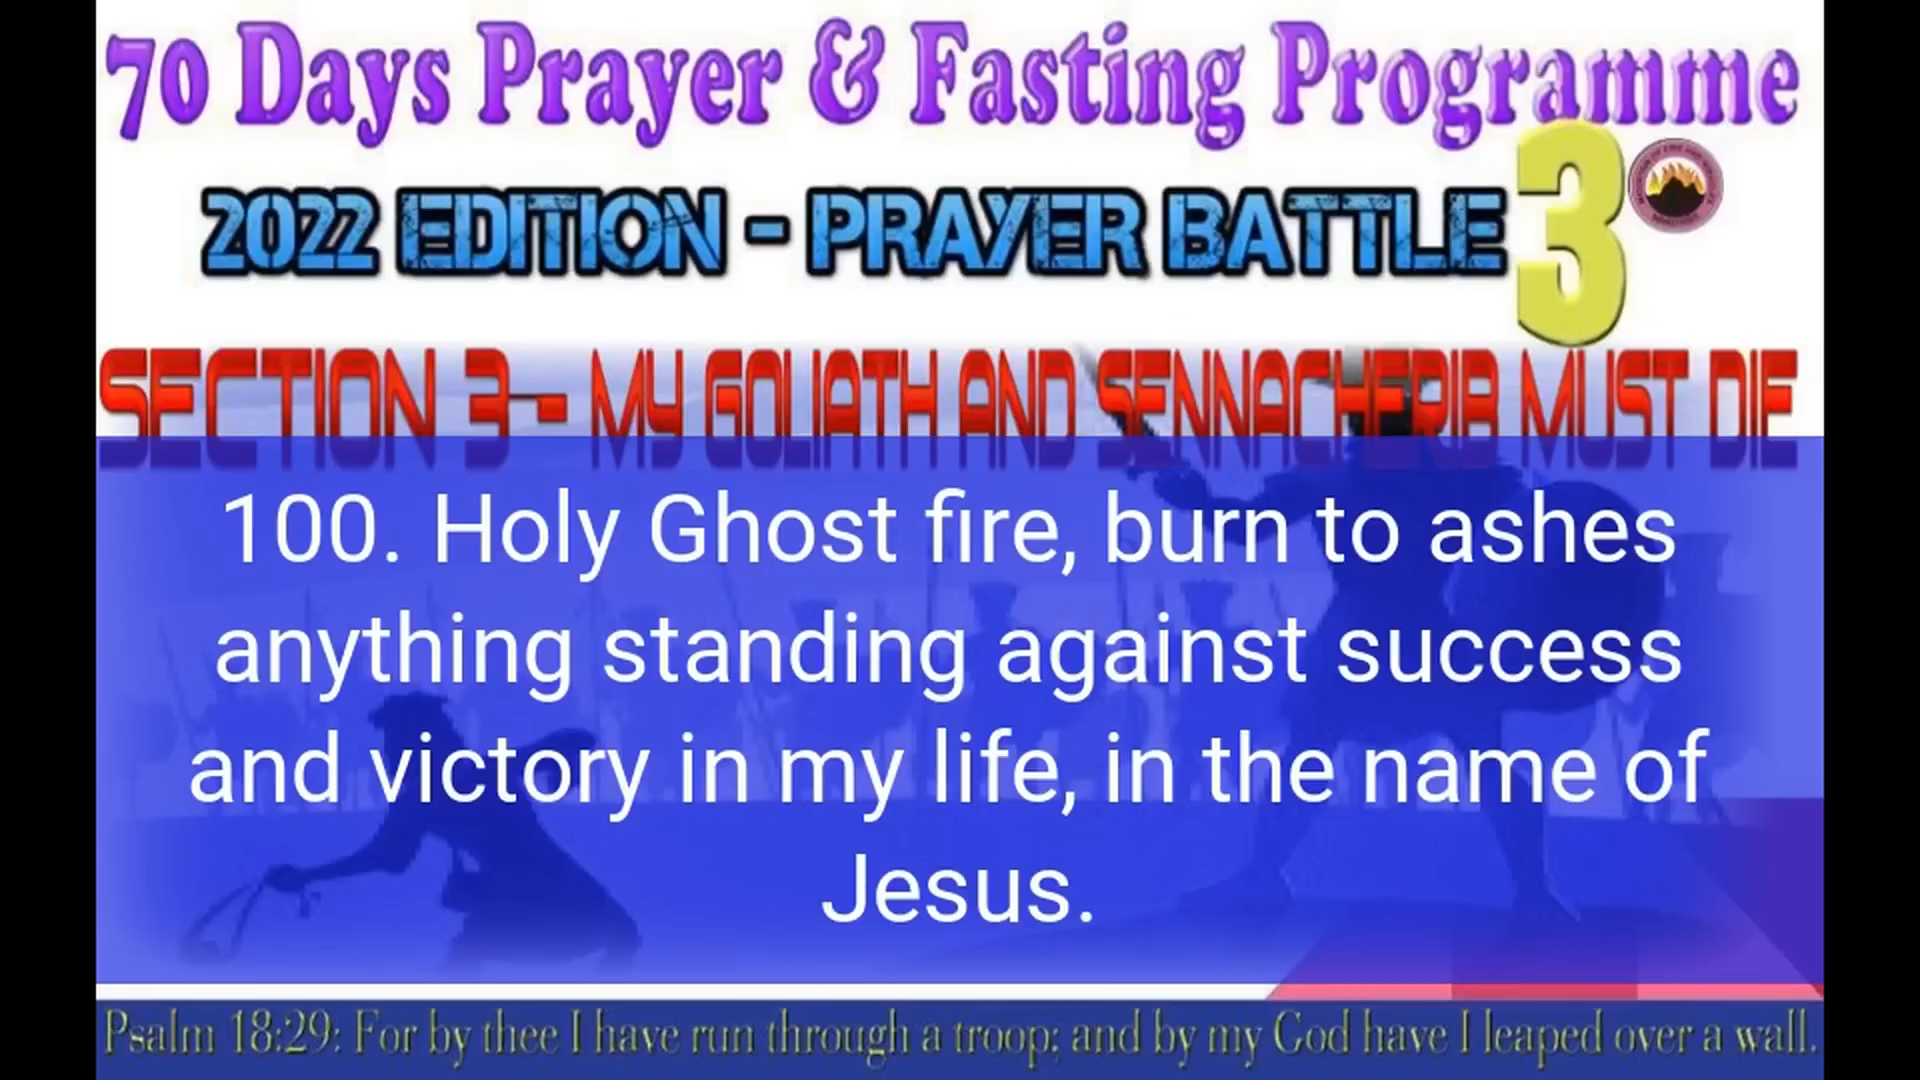 70 Days Prayer & Fasting Programme
2022 EDITION - PRAYER BATTLE 3
SECTION 3 - MY GOLIATH AND SENNACHERIB MUST DIE
100. Holy Ghost fire, burn to ashes
anything standing against success
and victory in my life, in the name of
Jesus.
Psalm 18:29: For by thee I have run through a troop; and by my God have I leaped over a wall.